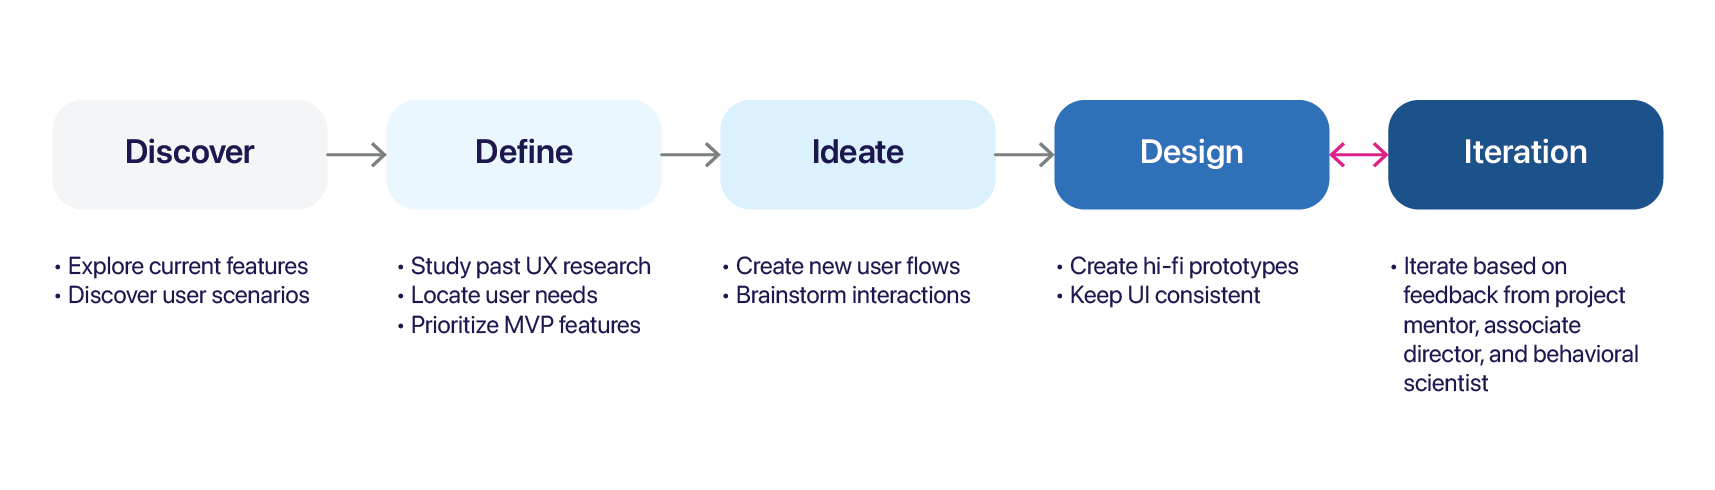 Discover
Define
Ideate
Design
Iteration
• Explore current features
• Discover user scenarios
• Study past UX research
• Locate user needs
• Prioritize MVP features
• Create new user flows
• Brainstorm interactions
• Create hi-fi prototypes
• Keep UI consistent
• Iterate based on
feedback from project
mentor, associate
director, and behavioral
scientist